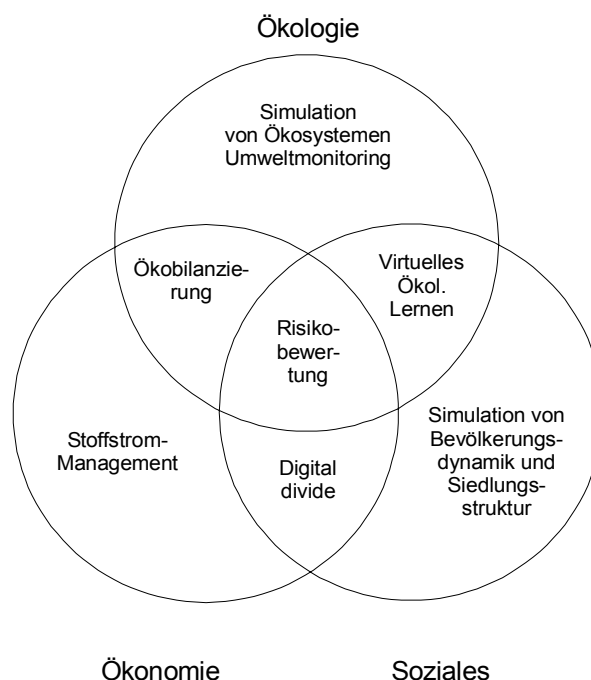 Ökologie
Simulation
von Ökosystemen
Umweltmonitoring
Ökobilanzie-
rung
Virtuelles
Ökol.
Lernen
Risiko-
bewer-
tung
Stoffstrom-
Management
Digital
divide
Simulation von
Bevölkerungs-
dynamik und
Siedlungs-
struktur
Ökonomie
Soziales